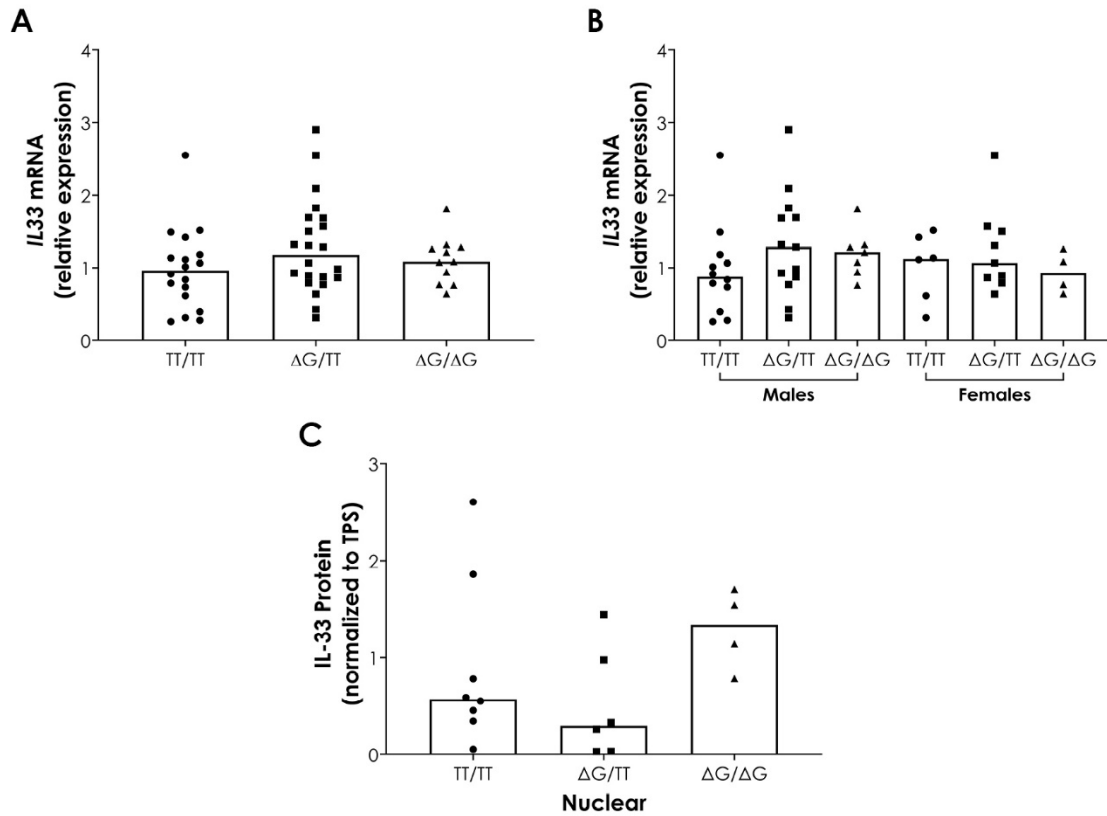 A
IL33 mRNA
(relative expression)
4
3
2
1
0
TT/TT
ΔG/TT
ΔG/ΔG
B
IL33 mRNA
(relative expression)
4
3
2
1
0
TT/TT
ΔG/TT
ΔG/ΔG
TT/TT
ΔG/TT
ΔG/ΔG
Males
Females
C
IL-33 Protein
(normalized to TPS)
3
2
1
0
TT/TT
ΔG/TT
ΔG/ΔG
Nuclear